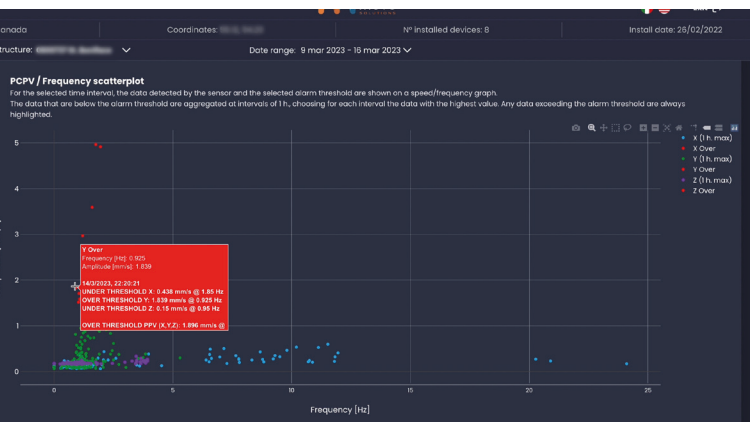 SOLUTIONS
anada
Coordinates:
N° installed devices: 8
Install date: 26/02/2022
tructure:
Date range: 9 mar 2023 - 16 mar 2023
PCPV / Frequency scatterplot
For the selected time interval, the data detected by the sensor and the selected alarm threshold are shown on a speed/frequency graph.
The data that are below the alarm threshold are aggregated at intervals of 1 h., choosing for each interval the data with the highest value. Any data exceeding the alarm threshold are always
highlighted.
X (1 h. max)
X Over
Y (1 h. max)
Y Over
Z (1 h. max)
Z Over
5
4
3
2
1
0
Y Over
Frequency [Hz]: 0.925
Amplitude [mm/s]: 1.839
14/3/2023, 22:20:21
UNDER THRESHOLD X: 0.438 mm/s @ 1.85 Hz
OVER THRESHOLD Y: 1.839 mm/s @ 0.925 Hz
UNDER THRESHOLD Z: 0.15 mm/s @ 0.95 Hz
OVER THRESHOLD PPV (X,Y,Z): 1.896 mm/s @
0 5 10 15 20 25
Frequency [Hz]